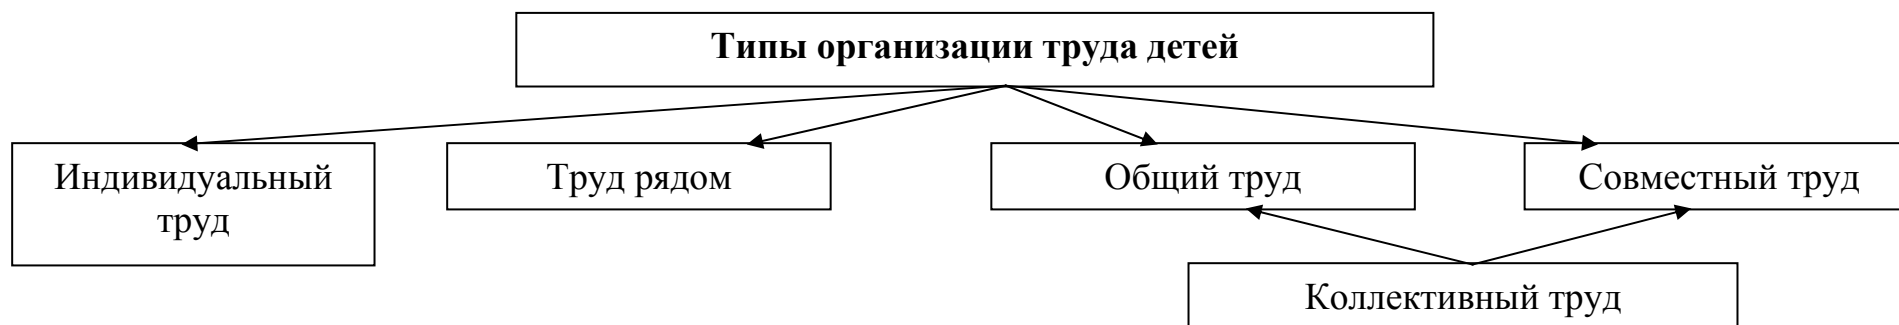 Типы организации труда детей
Индивидуальный
труд
Труд рядом
Общий труд
Совместный труд
Коллективный труд